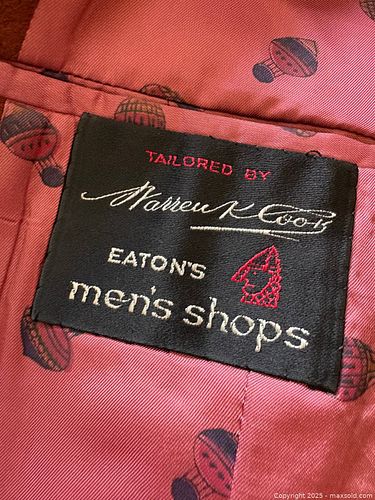 TAILORED BY
Warren K Cook
EATON'S
men's shops
Copyright 2025 - maxsold.com